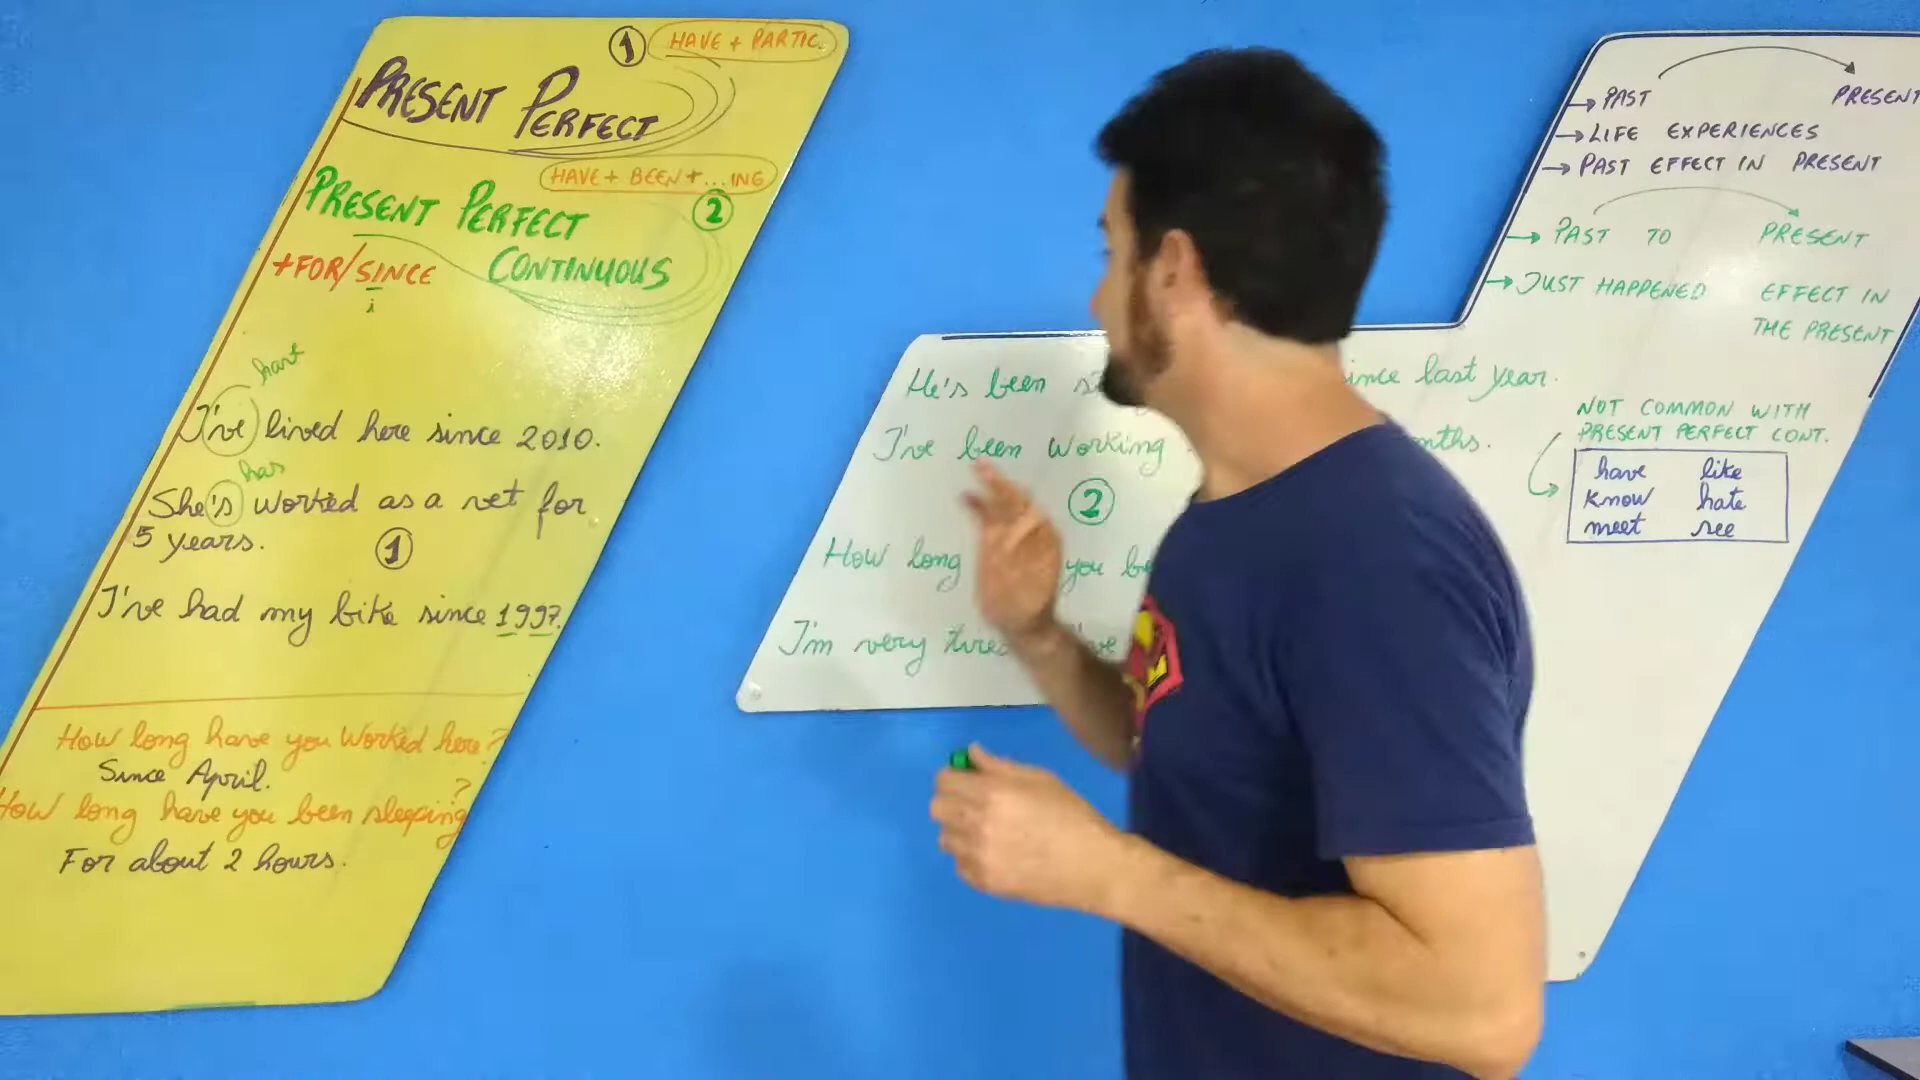 1 HAVE + PARTIC.
PRESENT PERFECT
HAVE + BEEN + ... ING
PRESENT PERFECT 2
+FOR/SINCE CONTINUOUS
i
hav
I've lived here since 2010.
has
She's worked as a vet for
5 years. 1
I've had my bike since 1997.
How long have you worked here?
Since April.
How long have you been sleeping?
For about 2 hours.
He's been since last year.
I've been working
2
How long you
I'm very
→ PAST PRESENT
→ LIFE EXPERIENCES
→ PAST EFFECT IN PRESENT
→ PAST TO PRESENT
→ JUST HAPPENED EFFECT IN
THE PRESENT
NOT COMMON WITH
PRESENT PERFECT CONT.
have like
know hate
meet see